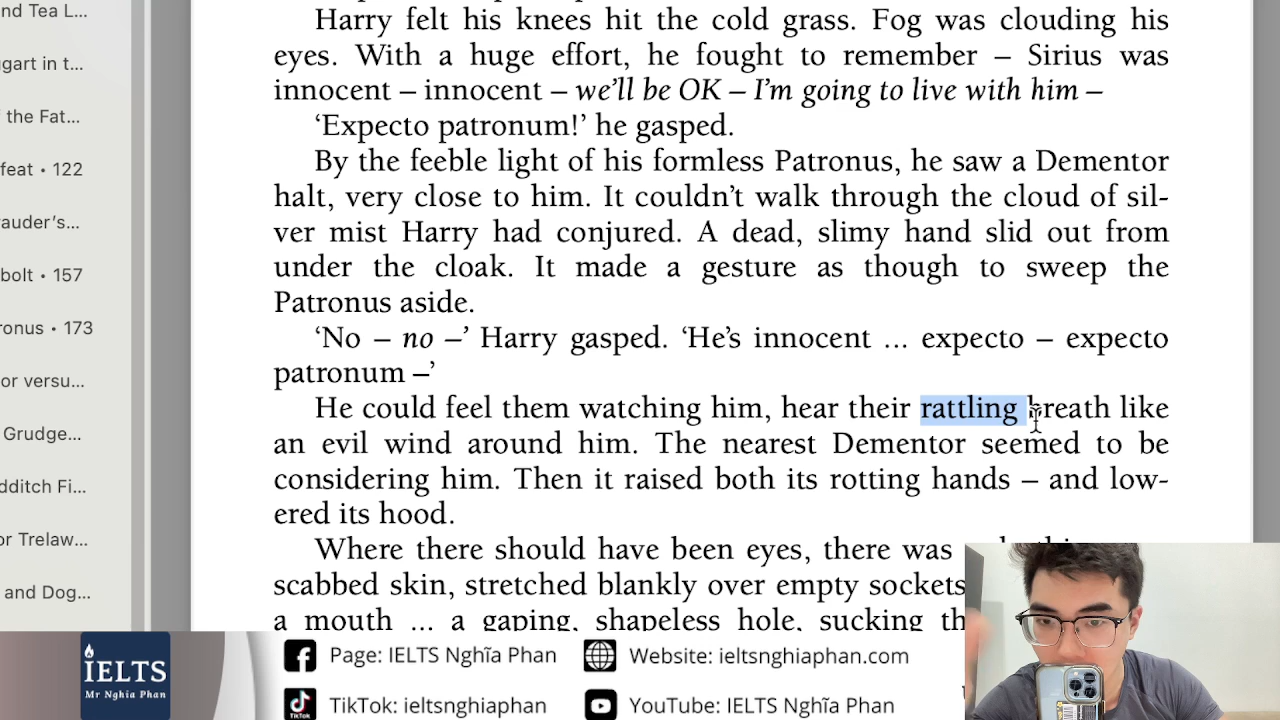 nd Tea L...
gart in t...
the Fat...
feat • 122
auder's...
bolt • 157
ronus • 173
or versu...
Grudge...
dditch Fi...
or Trelaw...
and Dog...
Harry felt his knees hit the cold grass. Fog was clouding his
eyes. With a huge effort, he fought to remember – Sirius was
innocent – innocent – we'll be OK – I'm going to live with him –
'Expecto patronum!' he gasped.
By the feeble light of his formless Patronus, he saw a Dementor
halt, very close to him. It couldn't walk through the cloud of sil-
ver mist Harry had conjured. A dead, slimy hand slid out from
under the cloak. It made a gesture as though to sweep the
Patronus aside.
'No – no –' Harry gasped. 'He's innocent ... expecto – expecto
patronum –'
He could feel them watching him, hear their rattling breath like
an evil wind around him. The nearest Dementor seemed to be
considering him. Then it raised both its rotting hands – and low-
ered its hood.
Where there should have been eyes, there was
scabbed skin, stretched blankly over empty sockets
a mouth ... a gaping, shapeless hole, sucking th
IELTS
Mr Nghia Phan
Page: IELTS Nghĩa Phan
Website: ieltsnghiaphan.com
TikTok
TikTok: ieltsnghiaphan
YouTube: IELTS Nghĩa Phan